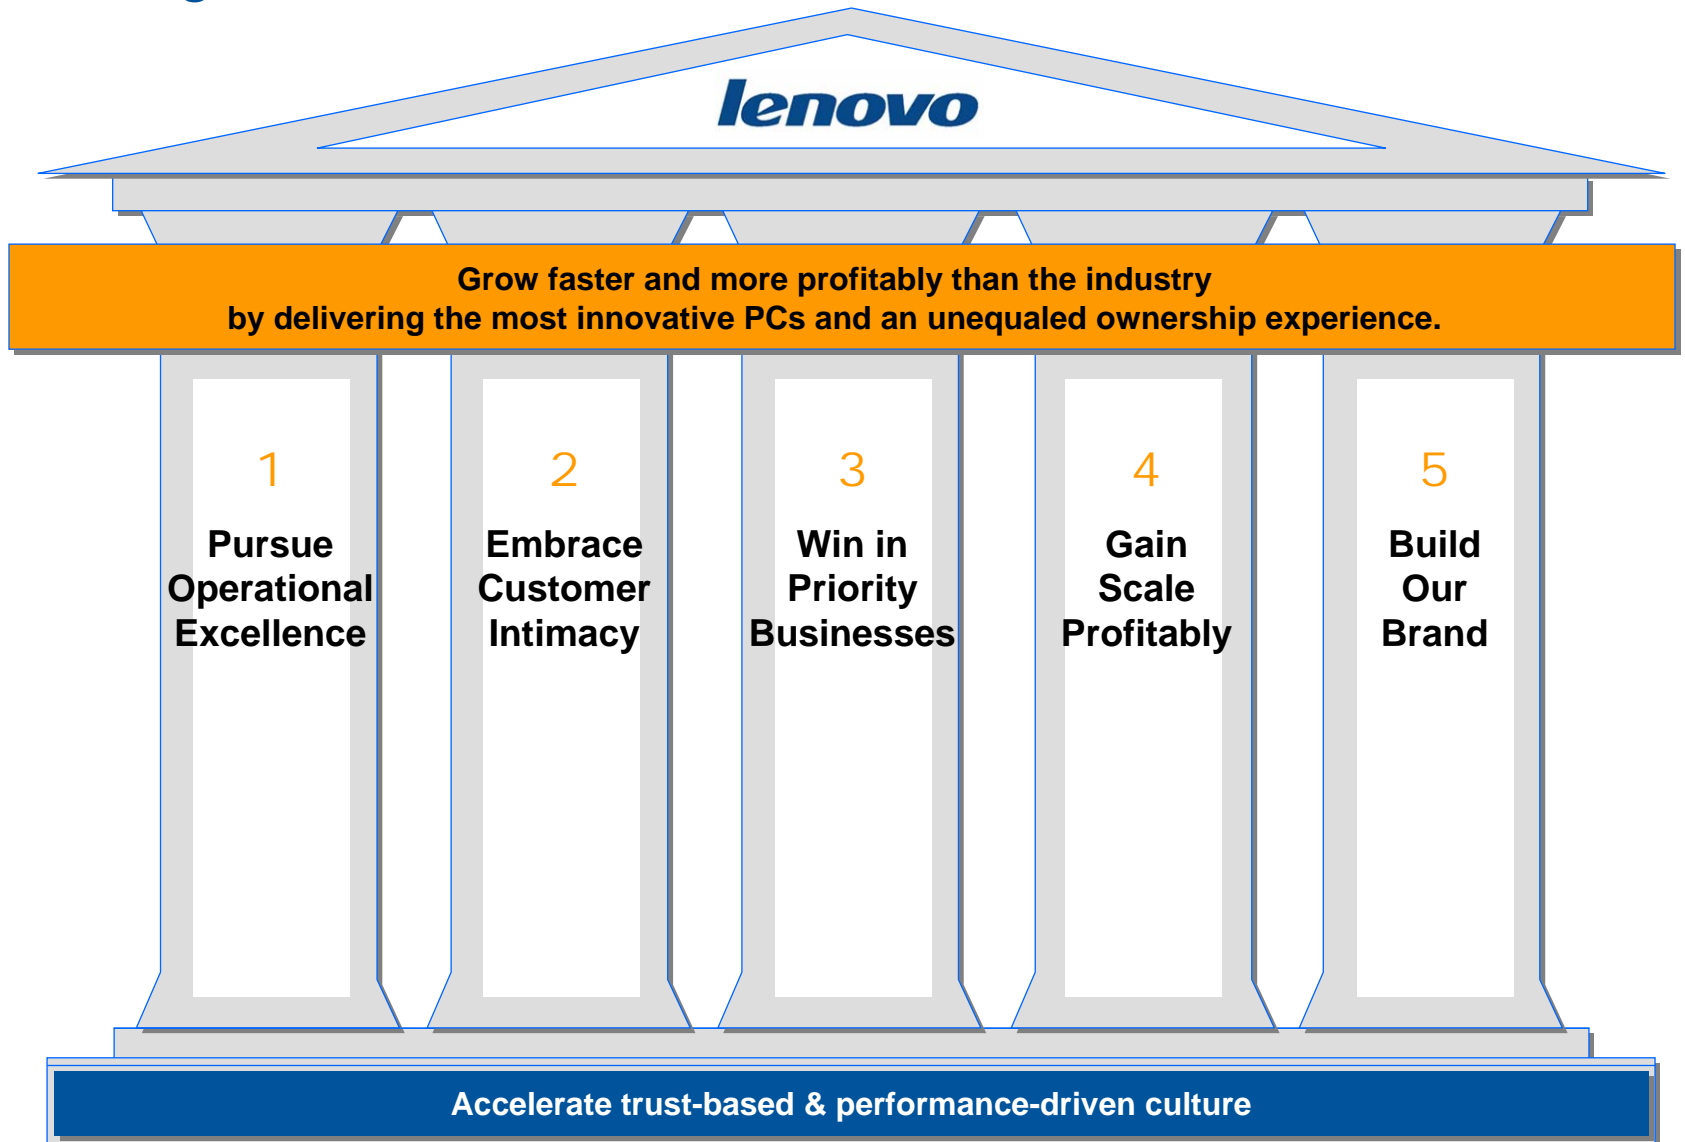 lenovo
Grow faster and more profitably than the industry
by delivering the most innovative PCs and an unequaled ownership experience.
1
Pursue
Operational
Excellence
2
Embrace
Customer
Intimacy
3
Win in
Priority
Businesses
4
Gain
Scale
Profitably
5
Build
Our
Brand
Accelerate trust-based & performance-driven culture